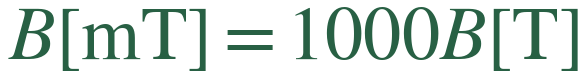 B[mT] = 1000B[T]